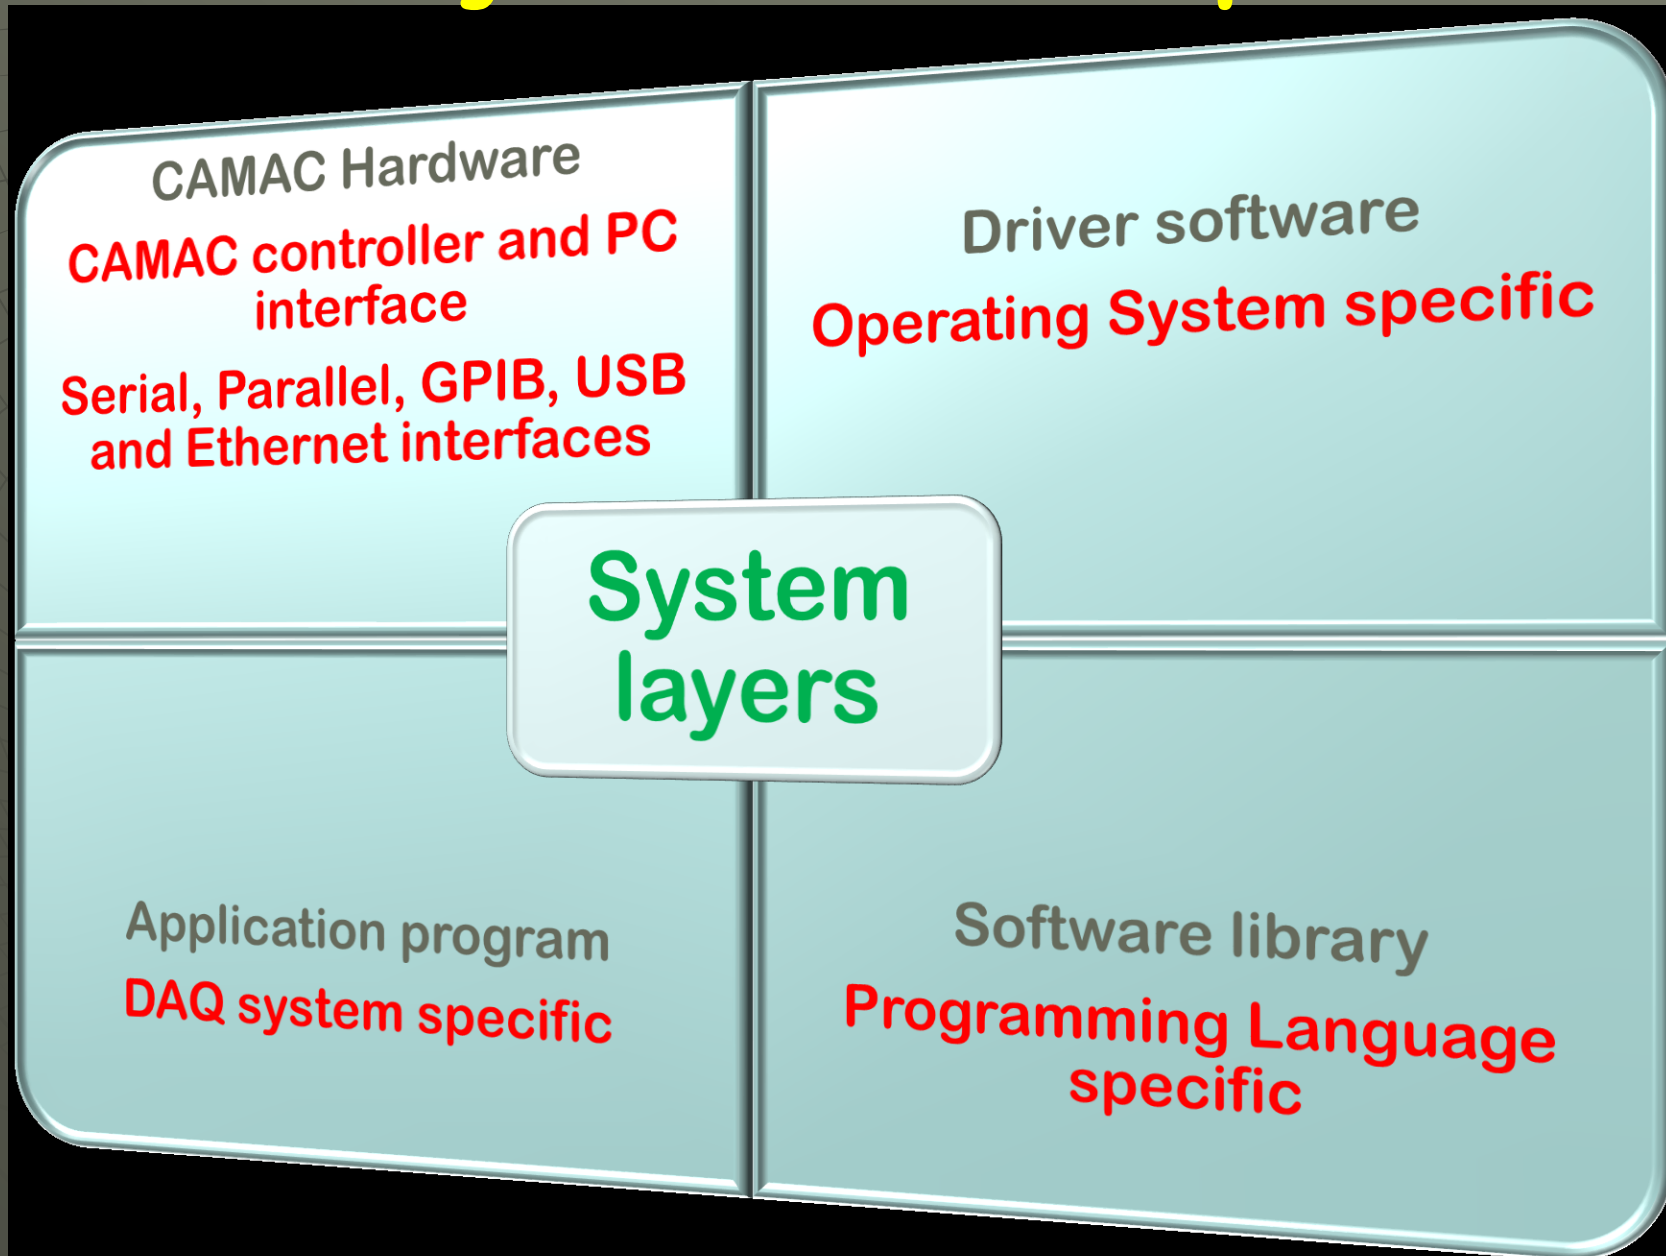 CAMAC Hardware
CAMAC controller and PC
interface
Serial, Parallel, GPIB, USB
and Ethernet interfaces
Driver software
Operating System specific
System
layers
Application program
DAQ system specific
Software library
Programming Language
specific